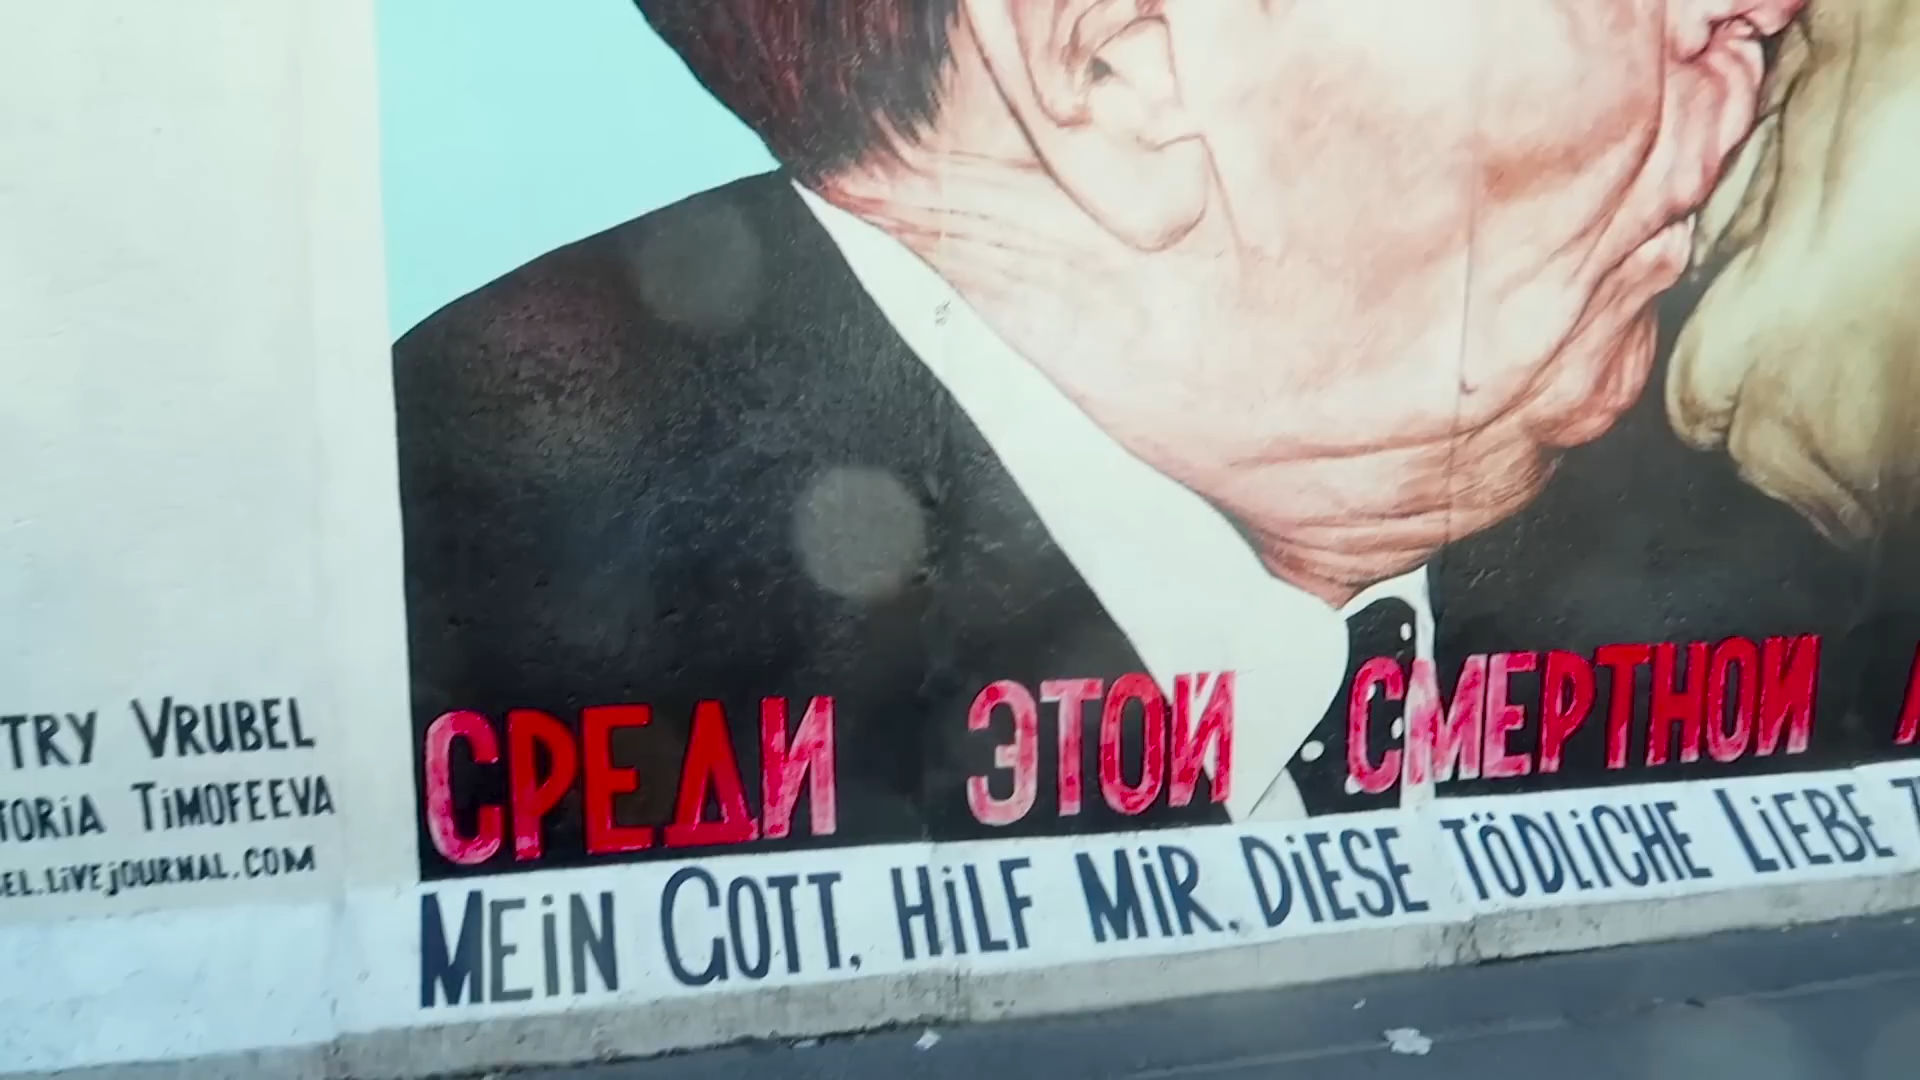 TRY VRUBEL
TORiA TiMOFEEVA
EL.LiVEjOURNAL.COM
СРЕДИ ЭТОЙ СМЕРТНОЙ
MEiN GOTT, HiLF MiR, DiESE TÖDLiCHE LiEBE